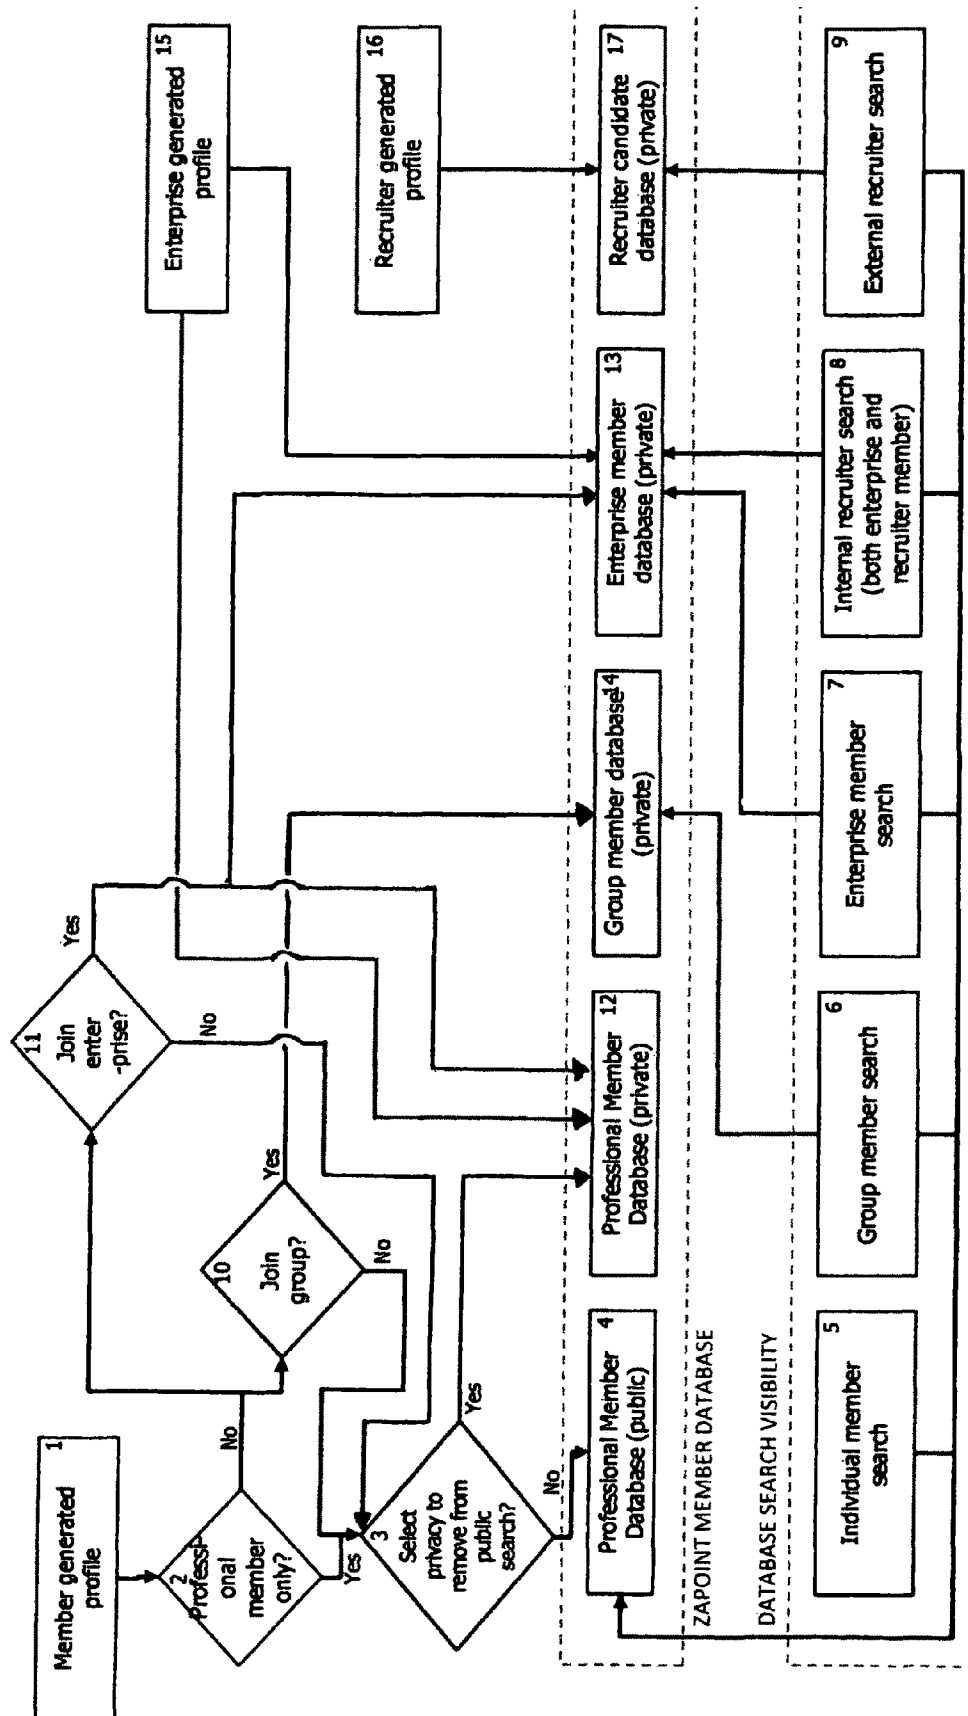 Member generated 1
profile
2
Professi-
onal
member
only?
No
Yes
11
Join
enter
-prise?
Yes
No
10
Join
group?
Yes
No
3
Select
privacy to
remove from
public
search?
Yes
No
Enterprise generated 15
profile
Recruiter generated 16
profile
Professional Member 4
Database (public)
Professional Member 12
Database (private)
Group member database 14
(private)
Enterprise member 13
database (private)
Recruiter candidate 17
database (private)
ZAPOINT MEMBER DATABASE
DATABASE SEARCH VISIBILITY
Individual member 5
search
Group member search 6
Enterprise member 7
search
Internal recruiter search 8
(both enterprise and
recruiter member)
External recruiter search 9